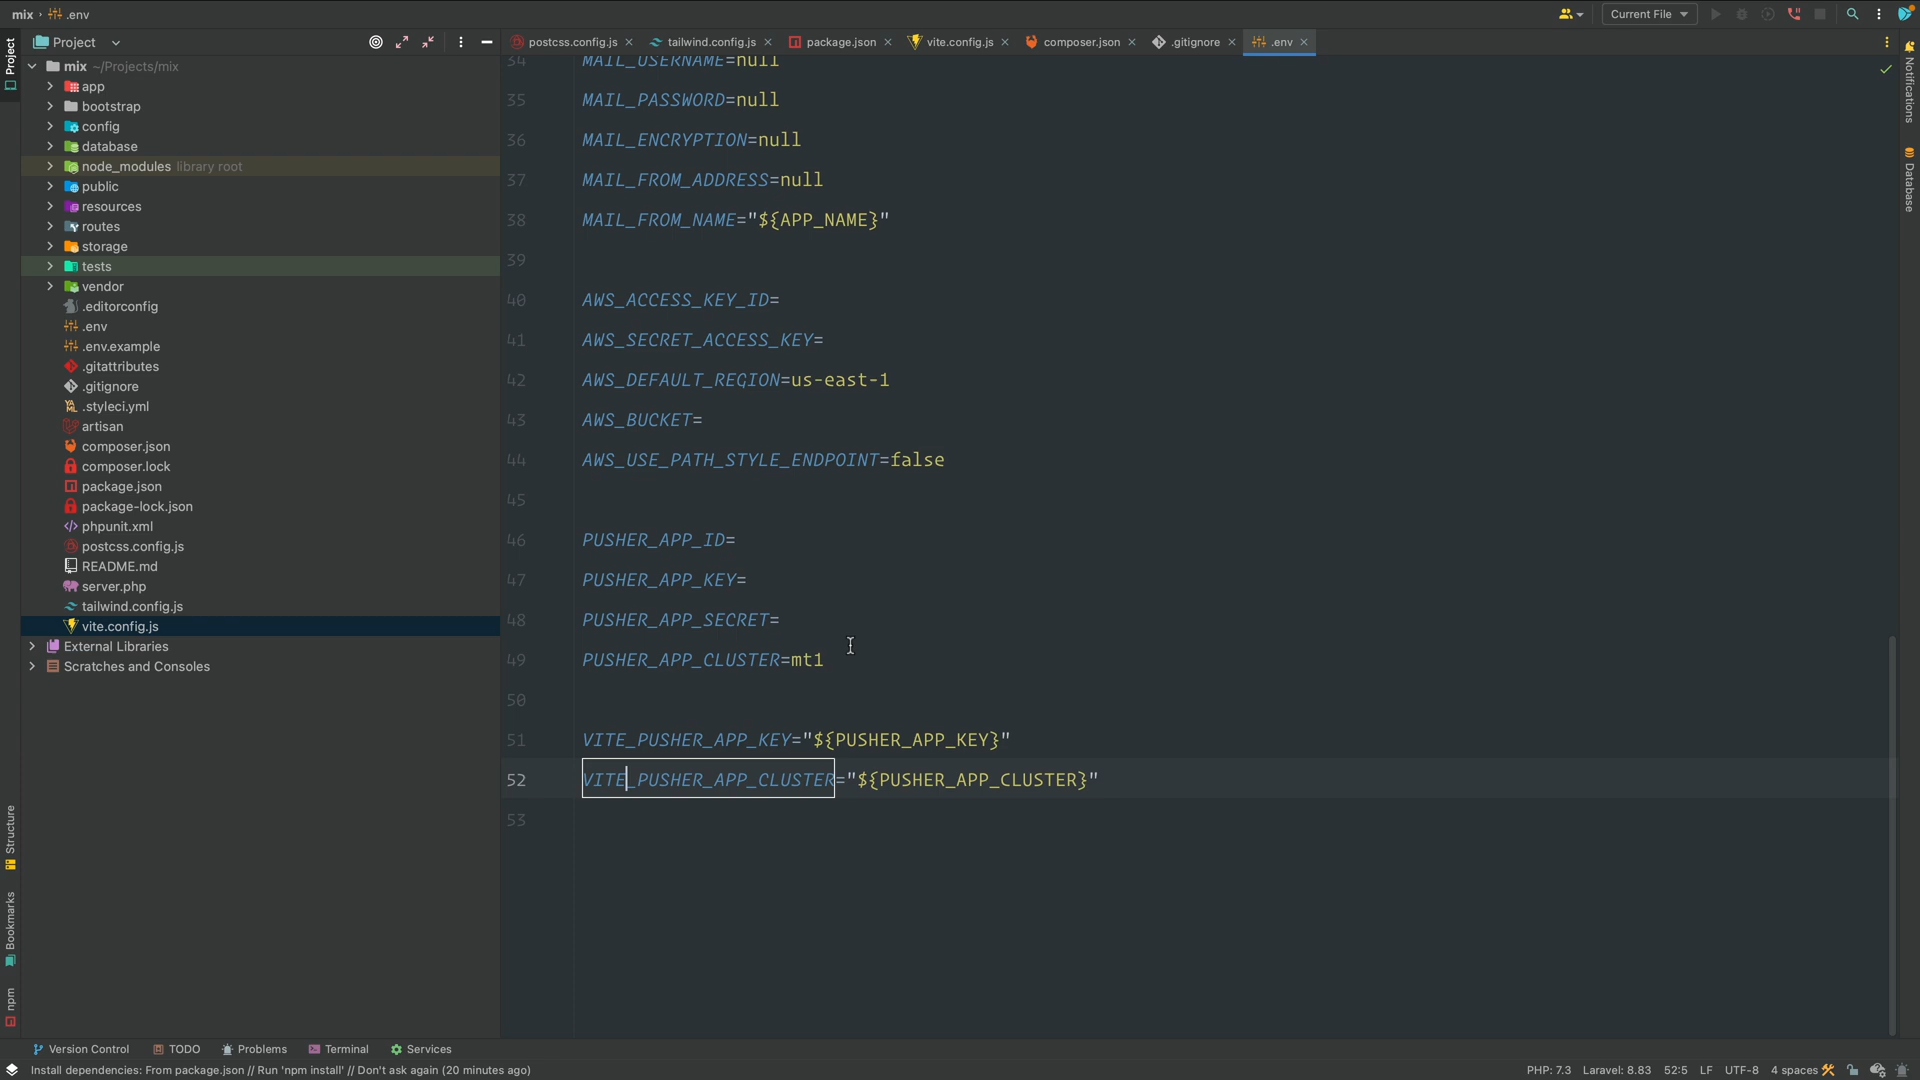 mix › .env
Current File
Project
postcss.config.js
tailwind.config.js
package.json
vite.config.js
composer.json
.gitignore
.env
Project
Structure
Bookmarks
npm
mix ~/Projects/mix
app
bootstrap
config
database
node_modules library root
public
resources
routes
storage
tests
vendor
.editorconfig
.env
.env.example
.gitattributes
.gitignore
.styleci.yml
artisan
composer.json
composer.lock
package.json
package-lock.json
phpunit.xml
postcss.config.js
README.md
server.php
tailwind.config.js
vite.config.js
External Libraries
Scratches and Consoles
34 MAIL_USERNAME=null
35 MAIL_PASSWORD=null
36 MAIL_ENCRYPTION=null
37 MAIL_FROM_ADDRESS=null
38 MAIL_FROM_NAME="${APP_NAME}"
39
40 AWS_ACCESS_KEY_ID=
41 AWS_SECRET_ACCESS_KEY=
42 AWS_DEFAULT_REGION=us-east-1
43 AWS_BUCKET=
44 AWS_USE_PATH_STYLE_ENDPOINT=false
45
46 PUSHER_APP_ID=
47 PUSHER_APP_KEY=
48 PUSHER_APP_SECRET=
49 PUSHER_APP_CLUSTER=mt1
50
51 VITE_PUSHER_APP_KEY="${PUSHER_APP_KEY}"
52 VITE_PUSHER_APP_CLUSTER="${PUSHER_APP_CLUSTER}"
53
Notifications
Database
Version Control
TODO
Problems
Terminal
Services
Install dependencies: From package.json // Run 'npm install' // Don't ask again (20 minutes ago)
PHP: 7.3
Laravel: 8.83
52:5
LF
UTF-8
4 spaces